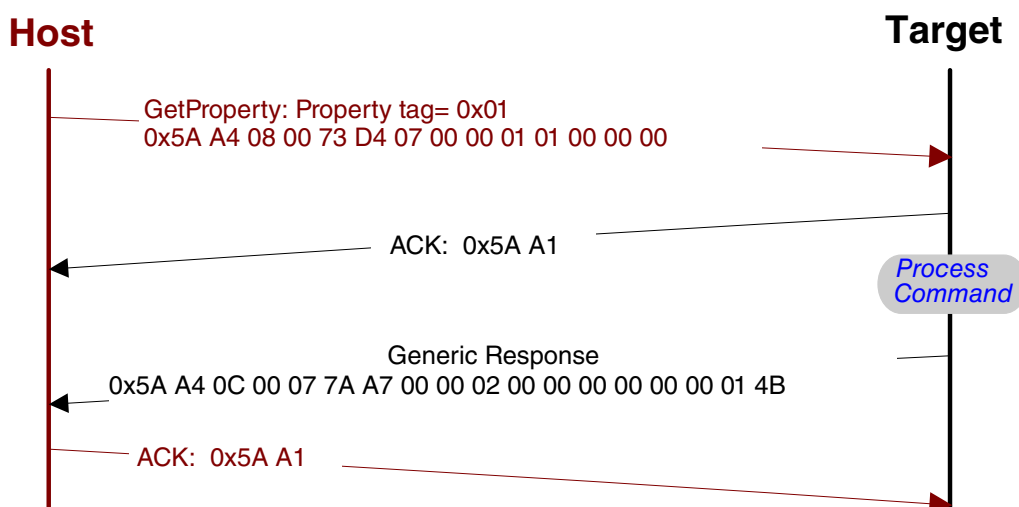 Host
Target
GetProperty: Property tag= 0x01
0x5A A4 08 00 73 D4 07 00 00 01 01 00 00 00
ACK: 0x5A A1
Process
Command
Generic Response
0x5A A4 0C 00 07 7A A7 00 00 02 00 00 00 00 00 00 01 4B
ACK: 0x5A A1